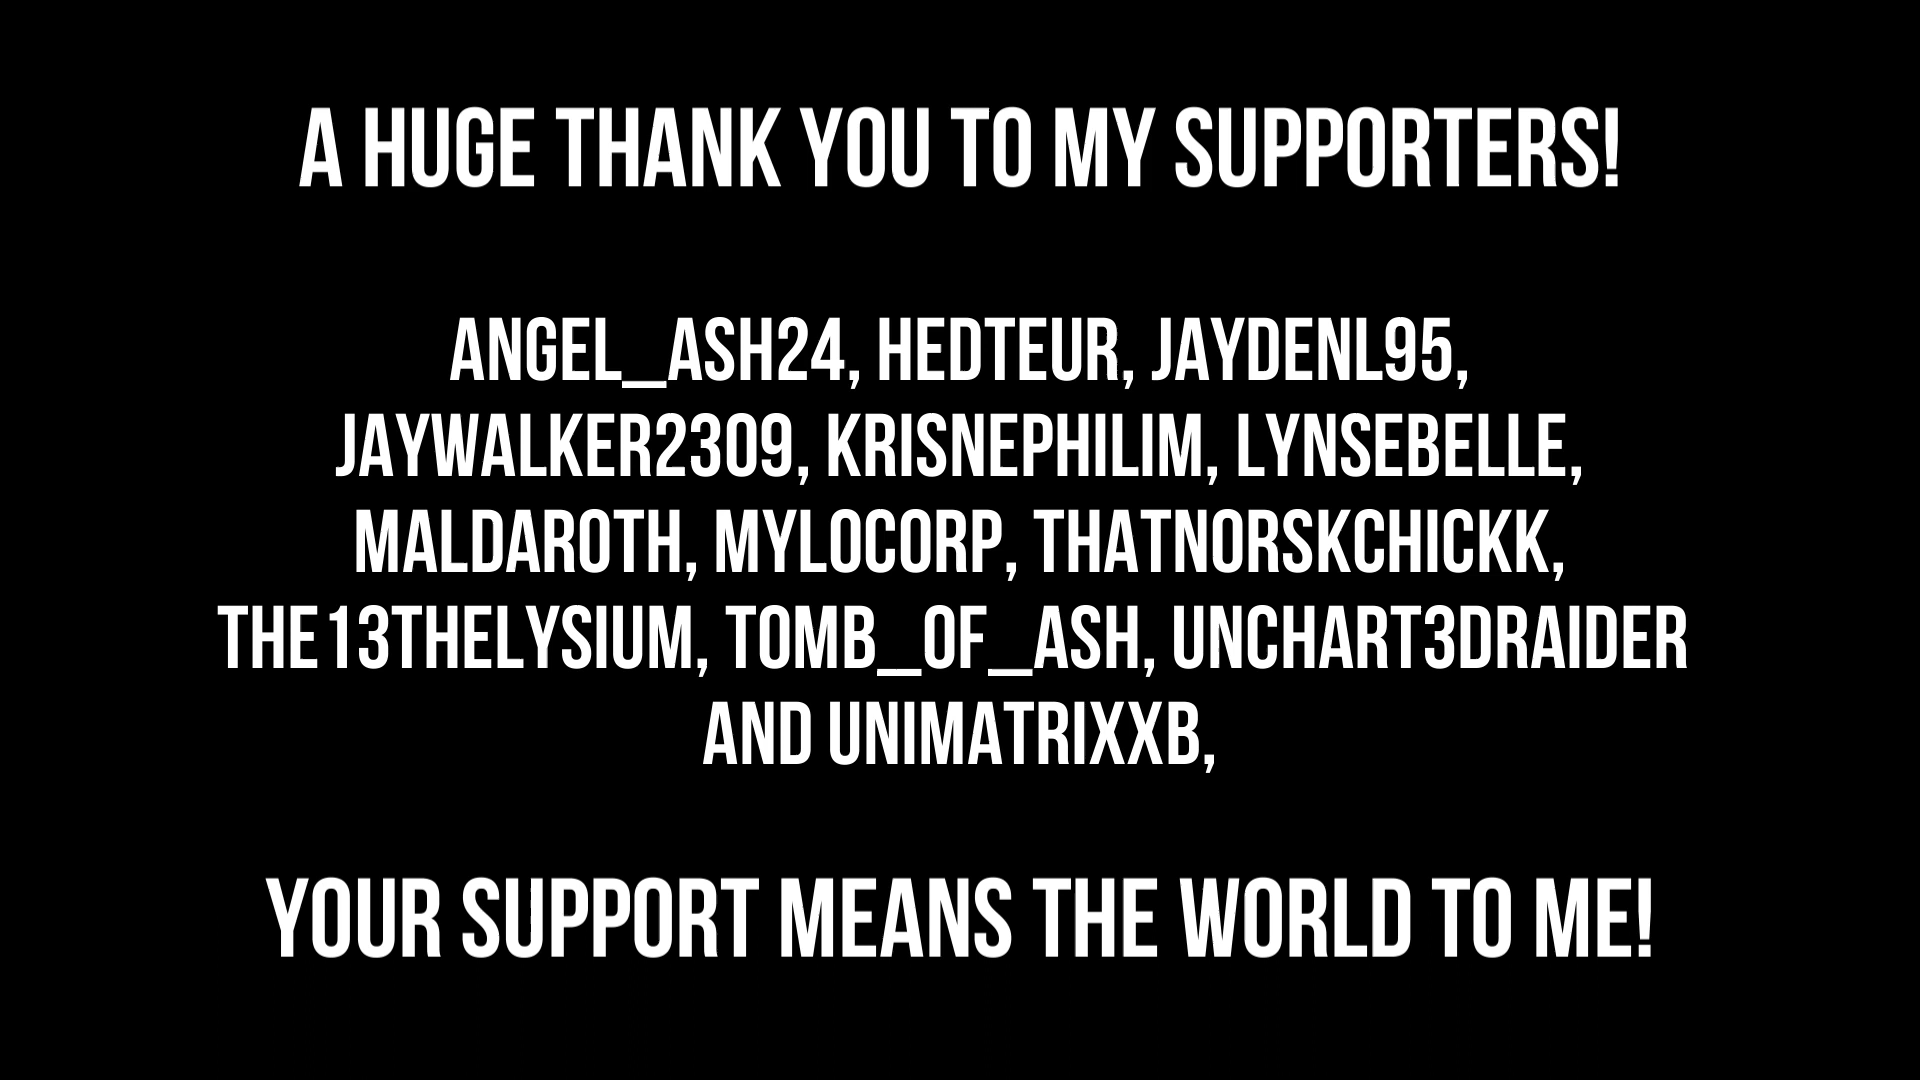 A HUGE THANK YOU TO MY SUPPORTERS!
ANGEL_ASH24, HEDTEUR, JAYDENL95,
JAYWALKER2309, KRISNEPHILIM, LYNSEBELLE,
MALDAROTH, MYLOCORP, THATNORSKCHICKK,
THE13THELYSIUM, TOMB_OF_ASH, UNCHART3DRAIDER
AND UNIMATRIXXB,
YOUR SUPPORT MEANS THE WORLD TO ME!